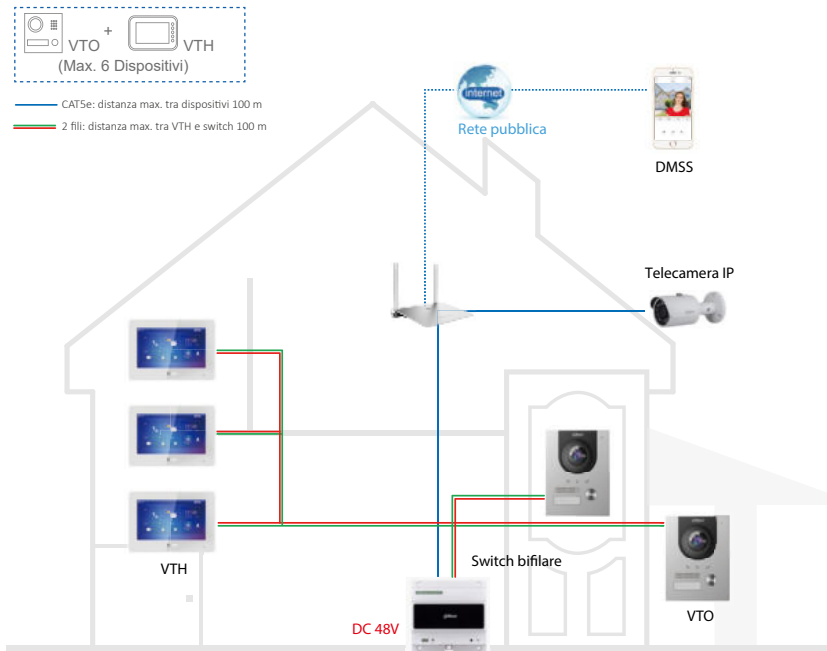 VTO + VTH
(Max. 6 Dispositivi)
CAT5e: distanza max. tra dispositivi 100 m
2 fili: distanza max. tra VTH e switch 100 m
internet
Rete pubblica
DMSS
Telecamera IP
VTH
Switch bifilare
VTO
DC 48V
alhua